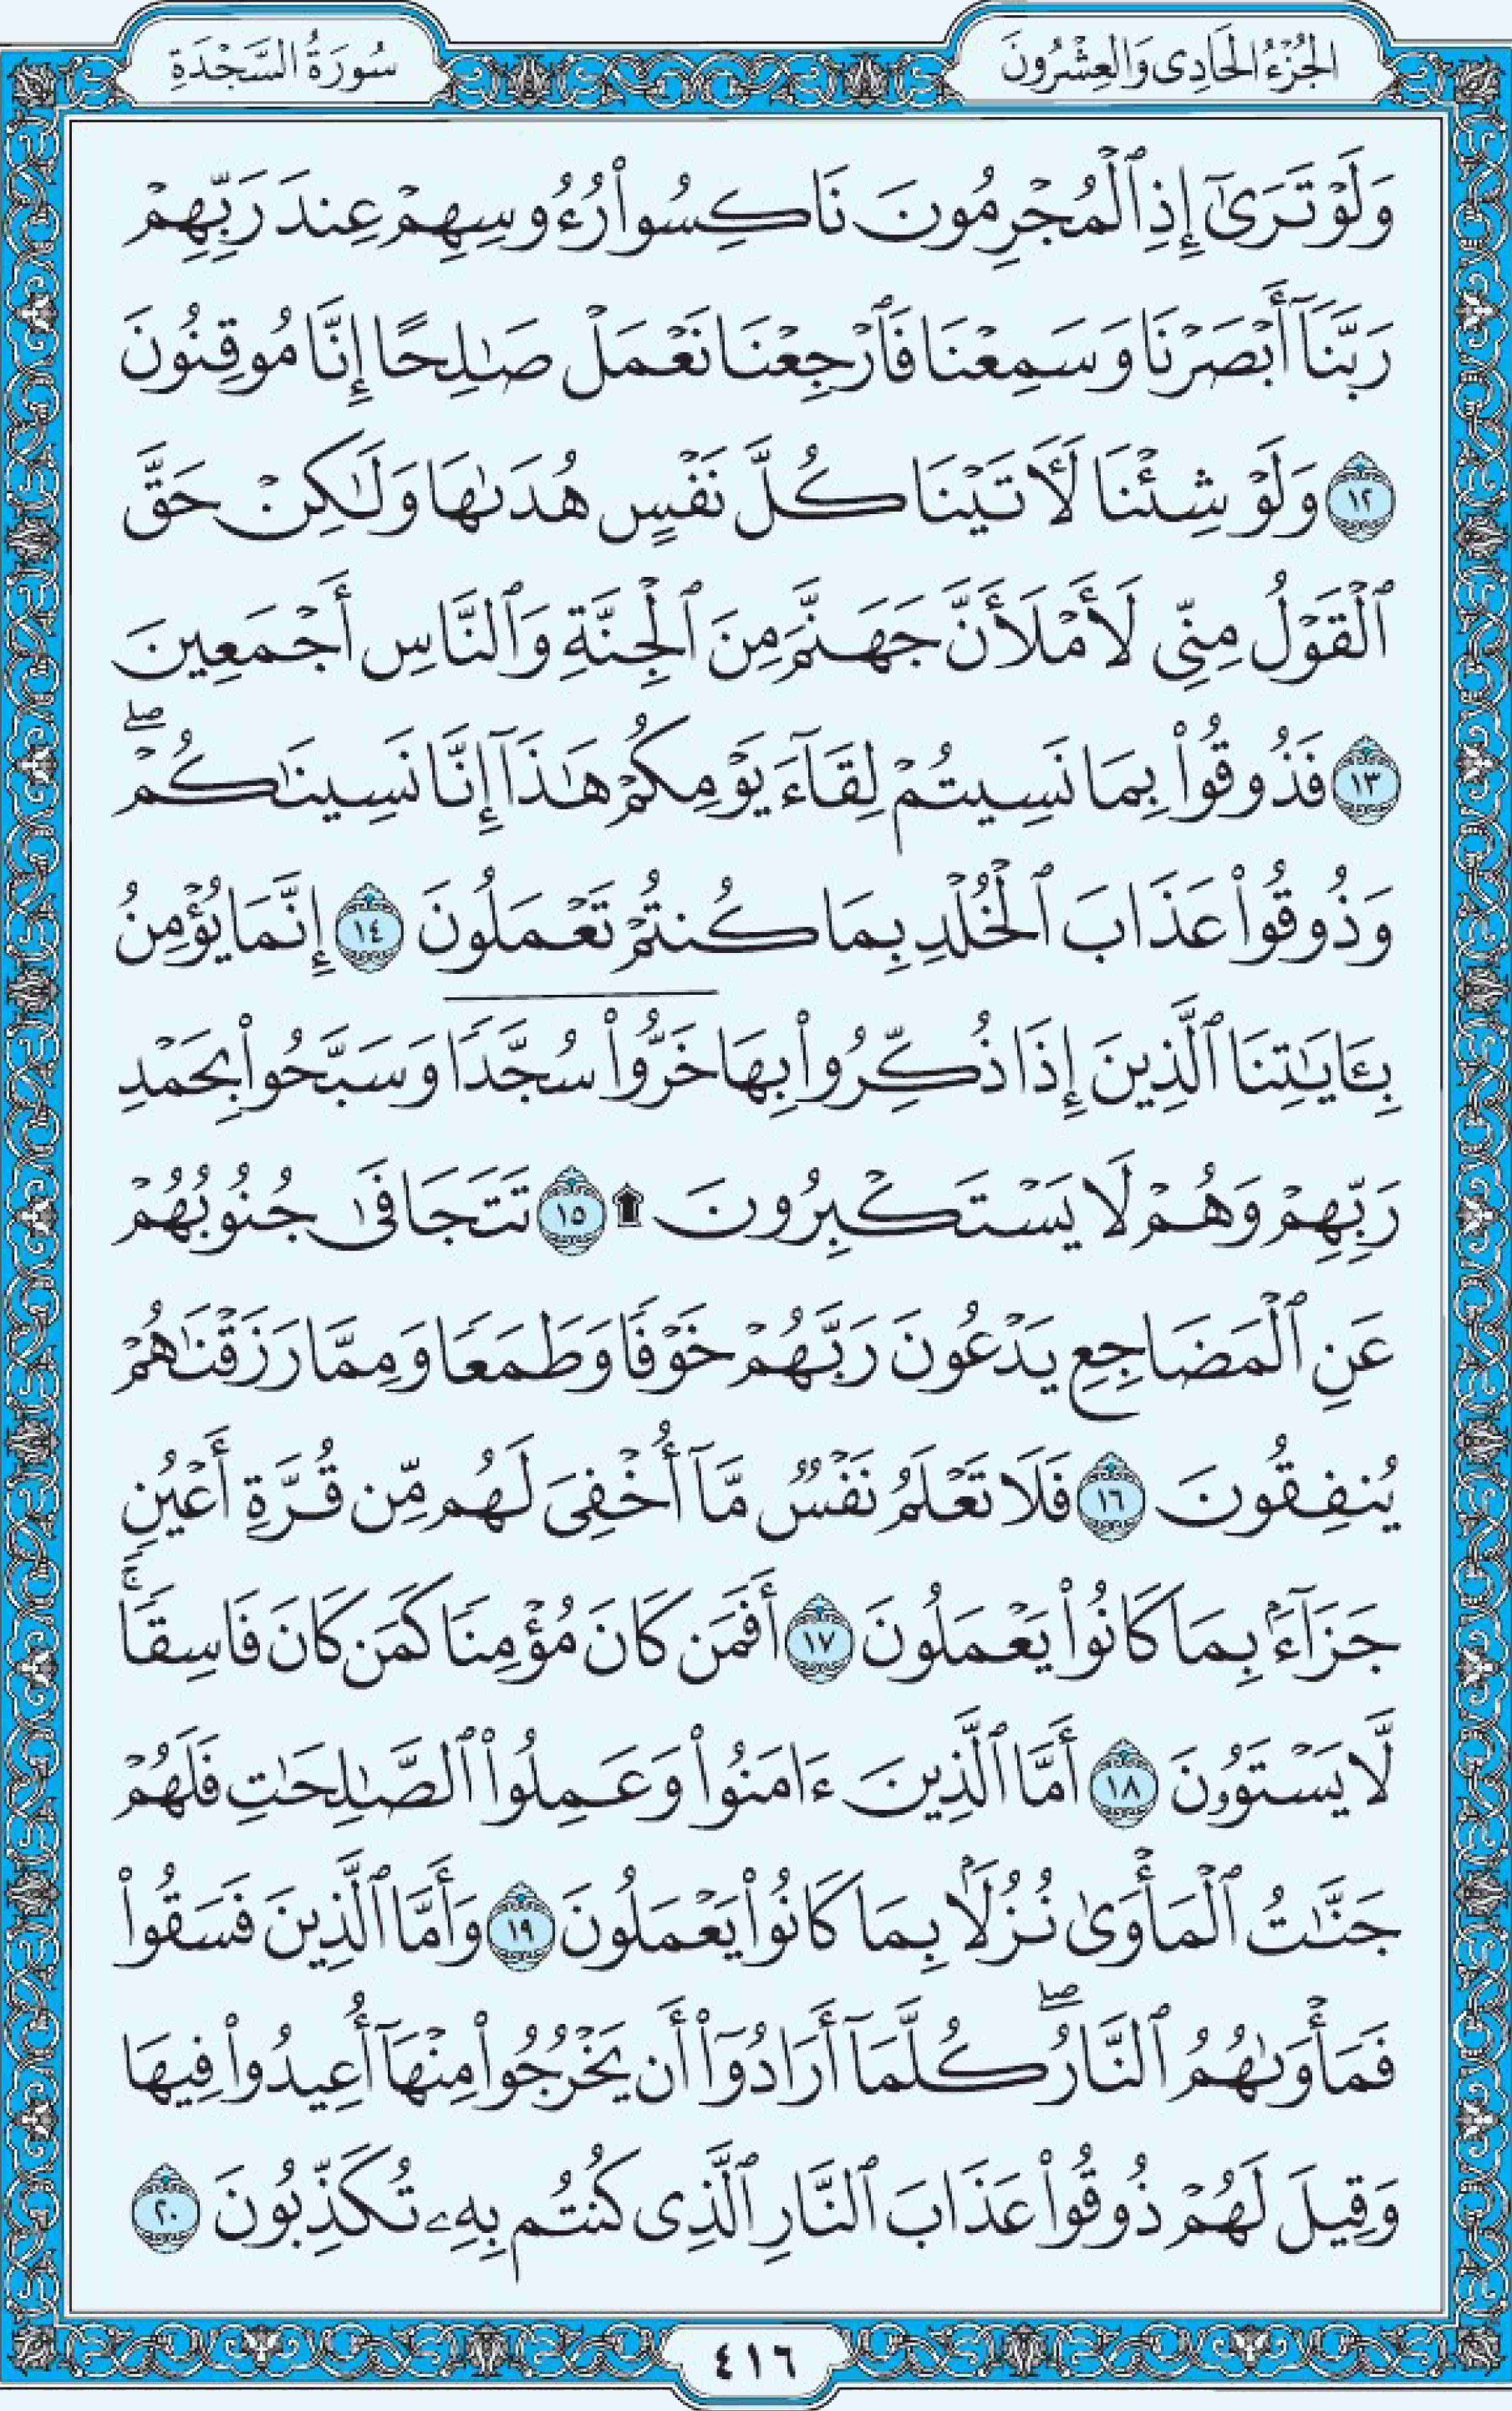 الجُزْءُ الحَادِى وَالعِشْرُونَ
سُورَةُ السَّجْدَةِ
وَلَوْ تَرَىٰٓ إِذِ ٱلْمُجْرِمُونَ نَاكِسُوا۟ رُءُوسِهِمْ عِندَ رَبِّهِمْ
رَبَّنَآ أَبْصَرْنَا وَسَمِعْنَا فَٱرْجِعْنَا نَعْمَلْ صَـٰلِحًا إِنَّا مُوقِنُونَ
١٢ وَلَوْ شِئْنَا لَـَٔاتَيْنَا كُلَّ نَفْسٍ هُدَىٰهَا وَلَـٰكِنْ حَقَّ
ٱلْقَوْلُ مِنِّى لَأَمْلَأَنَّ جَهَنَّمَ مِنَ ٱلْجِنَّةِ وَٱلنَّاسِ أَجْمَعِينَ
١٣ فَذُوقُوا۟ بِمَا نَسِيتُمْ لِقَآءَ يَوْمِكُمْ هَـٰذَآ إِنَّا نَسِينَـٰكُمْ ۖ
وَذُوقُوا۟ عَذَابَ ٱلْخُلْدِ بِمَا كُنتُمْ تَعْمَلُونَ ١٤ إِنَّمَا يُؤْمِنُ
بِـَٔايَـٰتِنَا ٱلَّذِينَ إِذَا ذُكِّرُوا۟ بِهَا خَرُّوا۟ سُجَّدًا وَسَبَّحُوا۟ بِحَمْدِ
رَبِّهِمْ وَهُمْ لَا يَسْتَكْبِرُونَ ۩ ١٥ تَتَجَافَىٰ جُنُوبُهُمْ
عَنِ ٱلْمَضَاجِعِ يَدْعُونَ رَبَّهُمْ خَوْفًا وَطَمَعًا وَمِمَّا رَزَقْنَـٰهُمْ
يُنفِقُونَ ١٦ فَلَا تَعْلَمُ نَفْسٌ مَّآ أُخْفِىَ لَهُم مِّن قُرَّةِ أَعْيُنٍ
جَزَآءًۢ بِمَا كَانُوا۟ يَعْمَلُونَ ١٧ أَفَمَن كَانَ مُؤْمِنًا كَمَن كَانَ فَاسِقًا ۚ
لَّا يَسْتَوُۥنَ ١٨ أَمَّا ٱلَّذِينَ ءَامَنُوا۟ وَعَمِلُوا۟ ٱلصَّـٰلِحَـٰتِ فَلَهُمْ
جَنَّـٰتُ ٱلْمَأْوَىٰ نُزُلًۢا بِمَا كَانُوا۟ يَعْمَلُونَ ١٩ وَأَمَّا ٱلَّذِينَ فَسَقُوا۟
فَمَأْوَىٰهُمُ ٱلنَّارُ ۖ كُلَّمَآ أَرَادُوٓا۟ أَن يَخْرُجُوا۟ مِنْهَآ أُعِيدُوا۟ فِيهَا
وَقِيلَ لَهُمْ ذُوقُوا۟ عَذَابَ ٱلنَّارِ ٱلَّذِى كُنتُم بِهِۦ تُكَذِّبُونَ ٢٠
٤١٦